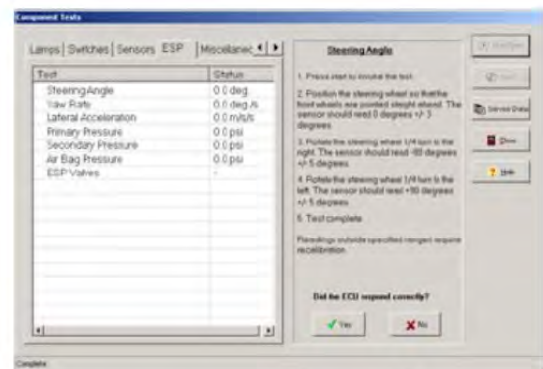 Component Tests
Lamps Switches Sensors ESP
Steering Angle
Test Status
Steering Angle 0.0 deg
Yaw Rate 0.0 deg/s
Lateral Acceleration 0.0 m/s/s
Primary Pressure 0.0 psi
Secondary Pressure 0.0 psi
Air Bag Pressure 0.0 psi
ESP Valves -
1. Press start to invoke the test.
2. Position the steering wheel so that the
front wheels are pointed straight ahead. The
sensor should read 0 degrees +/- 3
degrees.
3. Rotate the steering wheel 1/4 turn to the
right. The sensor should read -90 degrees
+/- 5 degrees.
4. Rotate the steering wheel 1/4 turn to the
left. The sensor should read +90 degrees
+/- 5 degrees.
5. Test complete.
Readings outside specified ranges require
recalibration.
Did the ECU respond correctly?
Yes No
Close
Help
Complete